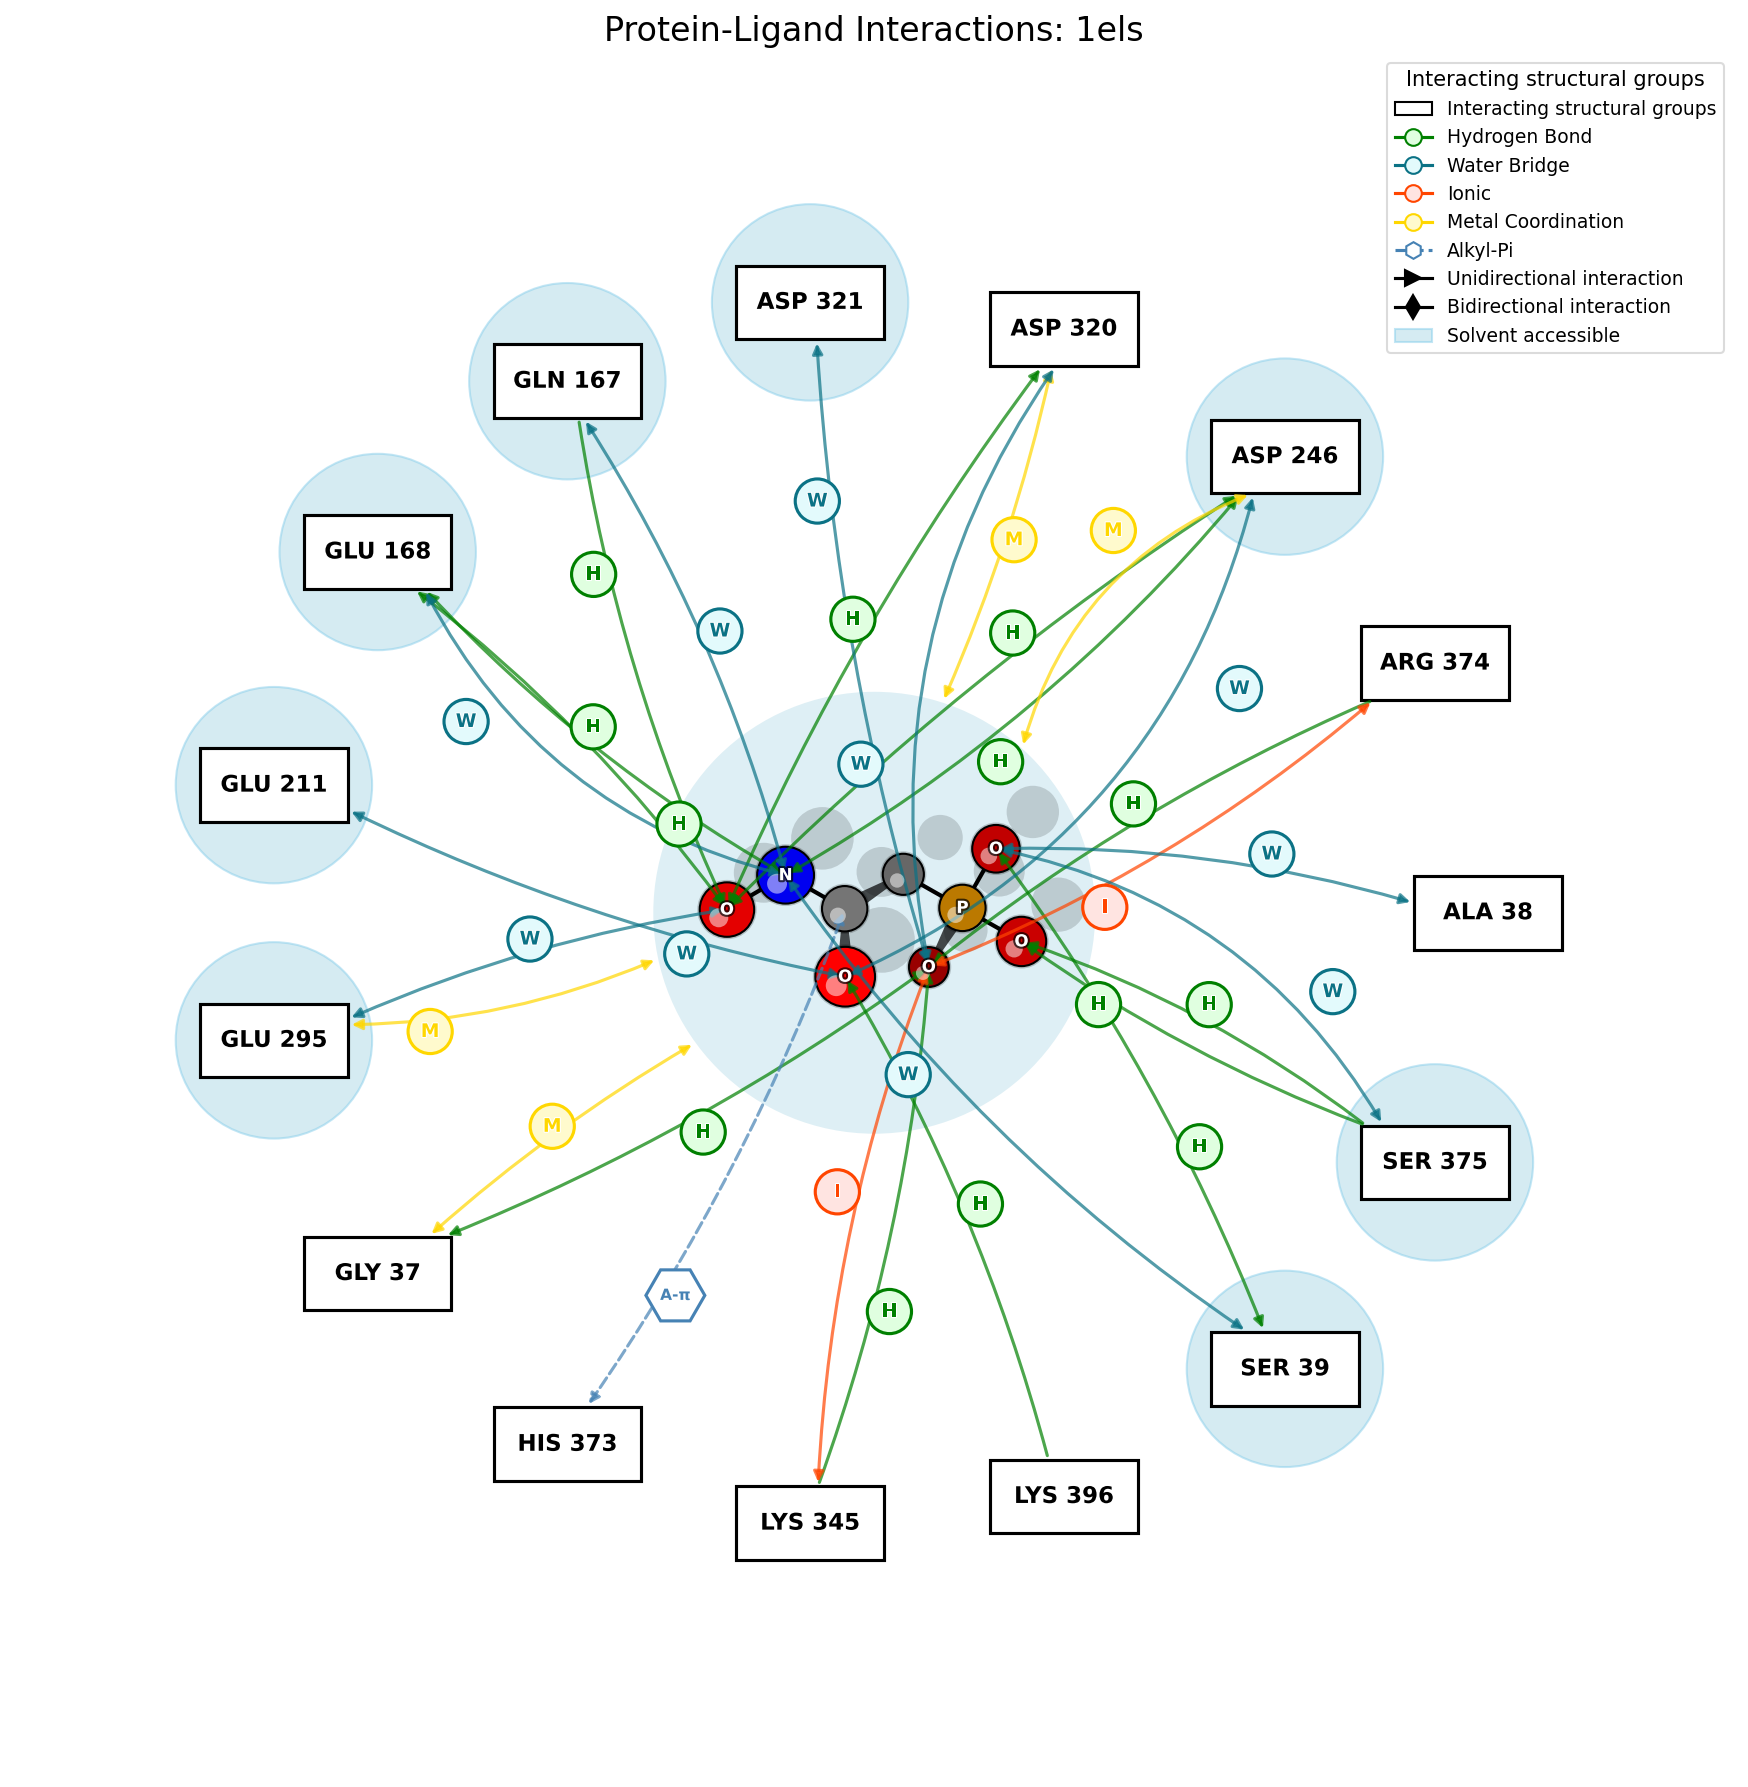 Protein-Ligand Interactions: 1els
Interacting structural groups
Interacting structural groups
Hydrogen Bond
Water Bridge
Ionic
Metal Coordination
Alkyl-Pi
Unidirectional interaction
Bidirectional interaction
Solvent accessible
ASP 321
ASP 320
GLN 167
ASP 246
W
GLU 168
M
M
H
H
W
H
ARG 374
W
W
H
H
W
GLU 211
H
H
W
N
O
O
P
O
I
ALA 38
W
W
O
O
O
W
M
GLU 295
H
H
W
M
H
H
SER 375
I
H
GLY 37
A-π
H
SER 39
HIS 373
LYS 396
LYS 345